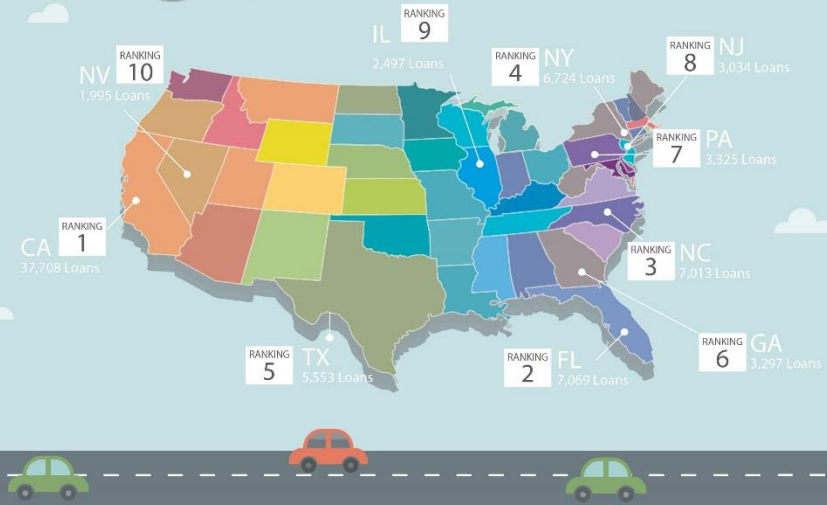 RANKING
9
IL
2,497 Loans
RANKING
10
NV
1,995 Loans
RANKING
4
NY
6,724 Loans
RANKING
8
NJ
3,034 Loans
RANKING
7
PA
3,325 Loans
RANKING
1
CA
37,708 Loans
RANKING
3
NC
7,013 Loans
RANKING
5
TX
5,553 Loans
RANKING
2
FL
7,069 Loans
RANKING
6
GA
3,297 Loans